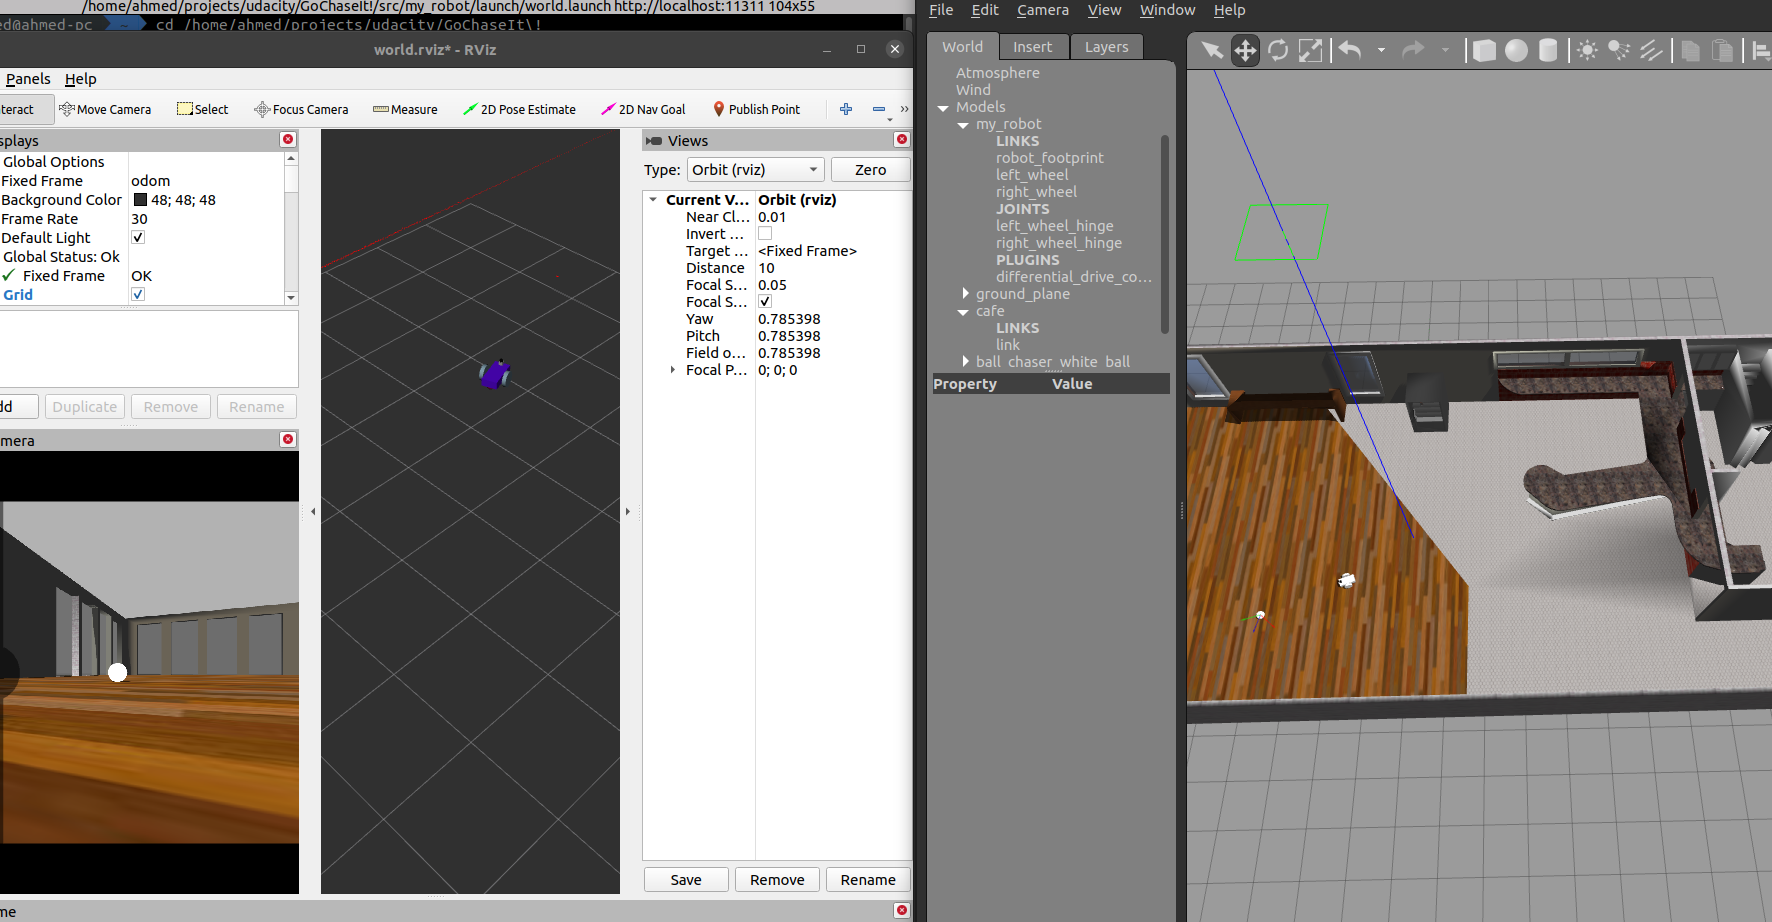 /home/ahmed/projects/udacity/GoChaseIt!/src/my_robot/launch/world.launch http://localhost:11311 104x55
ed@ahmed-pc ~ cd /home/ahmed/projects/udacity/GoChaseIt\!
world.rviz* - RViz
Panels Help
teract Move Camera Select Focus Camera Measure 2D Pose Estimate 2D Nav Goal Publish Point »
splays
Global Options
Fixed Frame odom
Background Color 48; 48; 48
Frame Rate 30
Default Light
Global Status: Ok
Fixed Frame OK
Grid
dd Duplicate Remove Rename
mera
Views
Type: Orbit (rviz) Zero
Current V... Orbit (rviz)
Near Cl... 0.01
Invert ...
Target ... <Fixed Frame>
Distance 10
Focal S... 0.05
Focal S...
Yaw 0.785398
Pitch 0.785398
Field o... 0.785398
Focal P... 0; 0; 0
Save Remove Rename
me
File Edit Camera View Window Help
World Insert Layers
Atmosphere
Wind
Models
my_robot
LINKS
robot_footprint
left_wheel
right_wheel
JOINTS
left_wheel_hinge
right_wheel_hinge
PLUGINS
differential_drive_co...
ground_plane
cafe
LINKS
link
ball_chaser_white_ball
Property Value